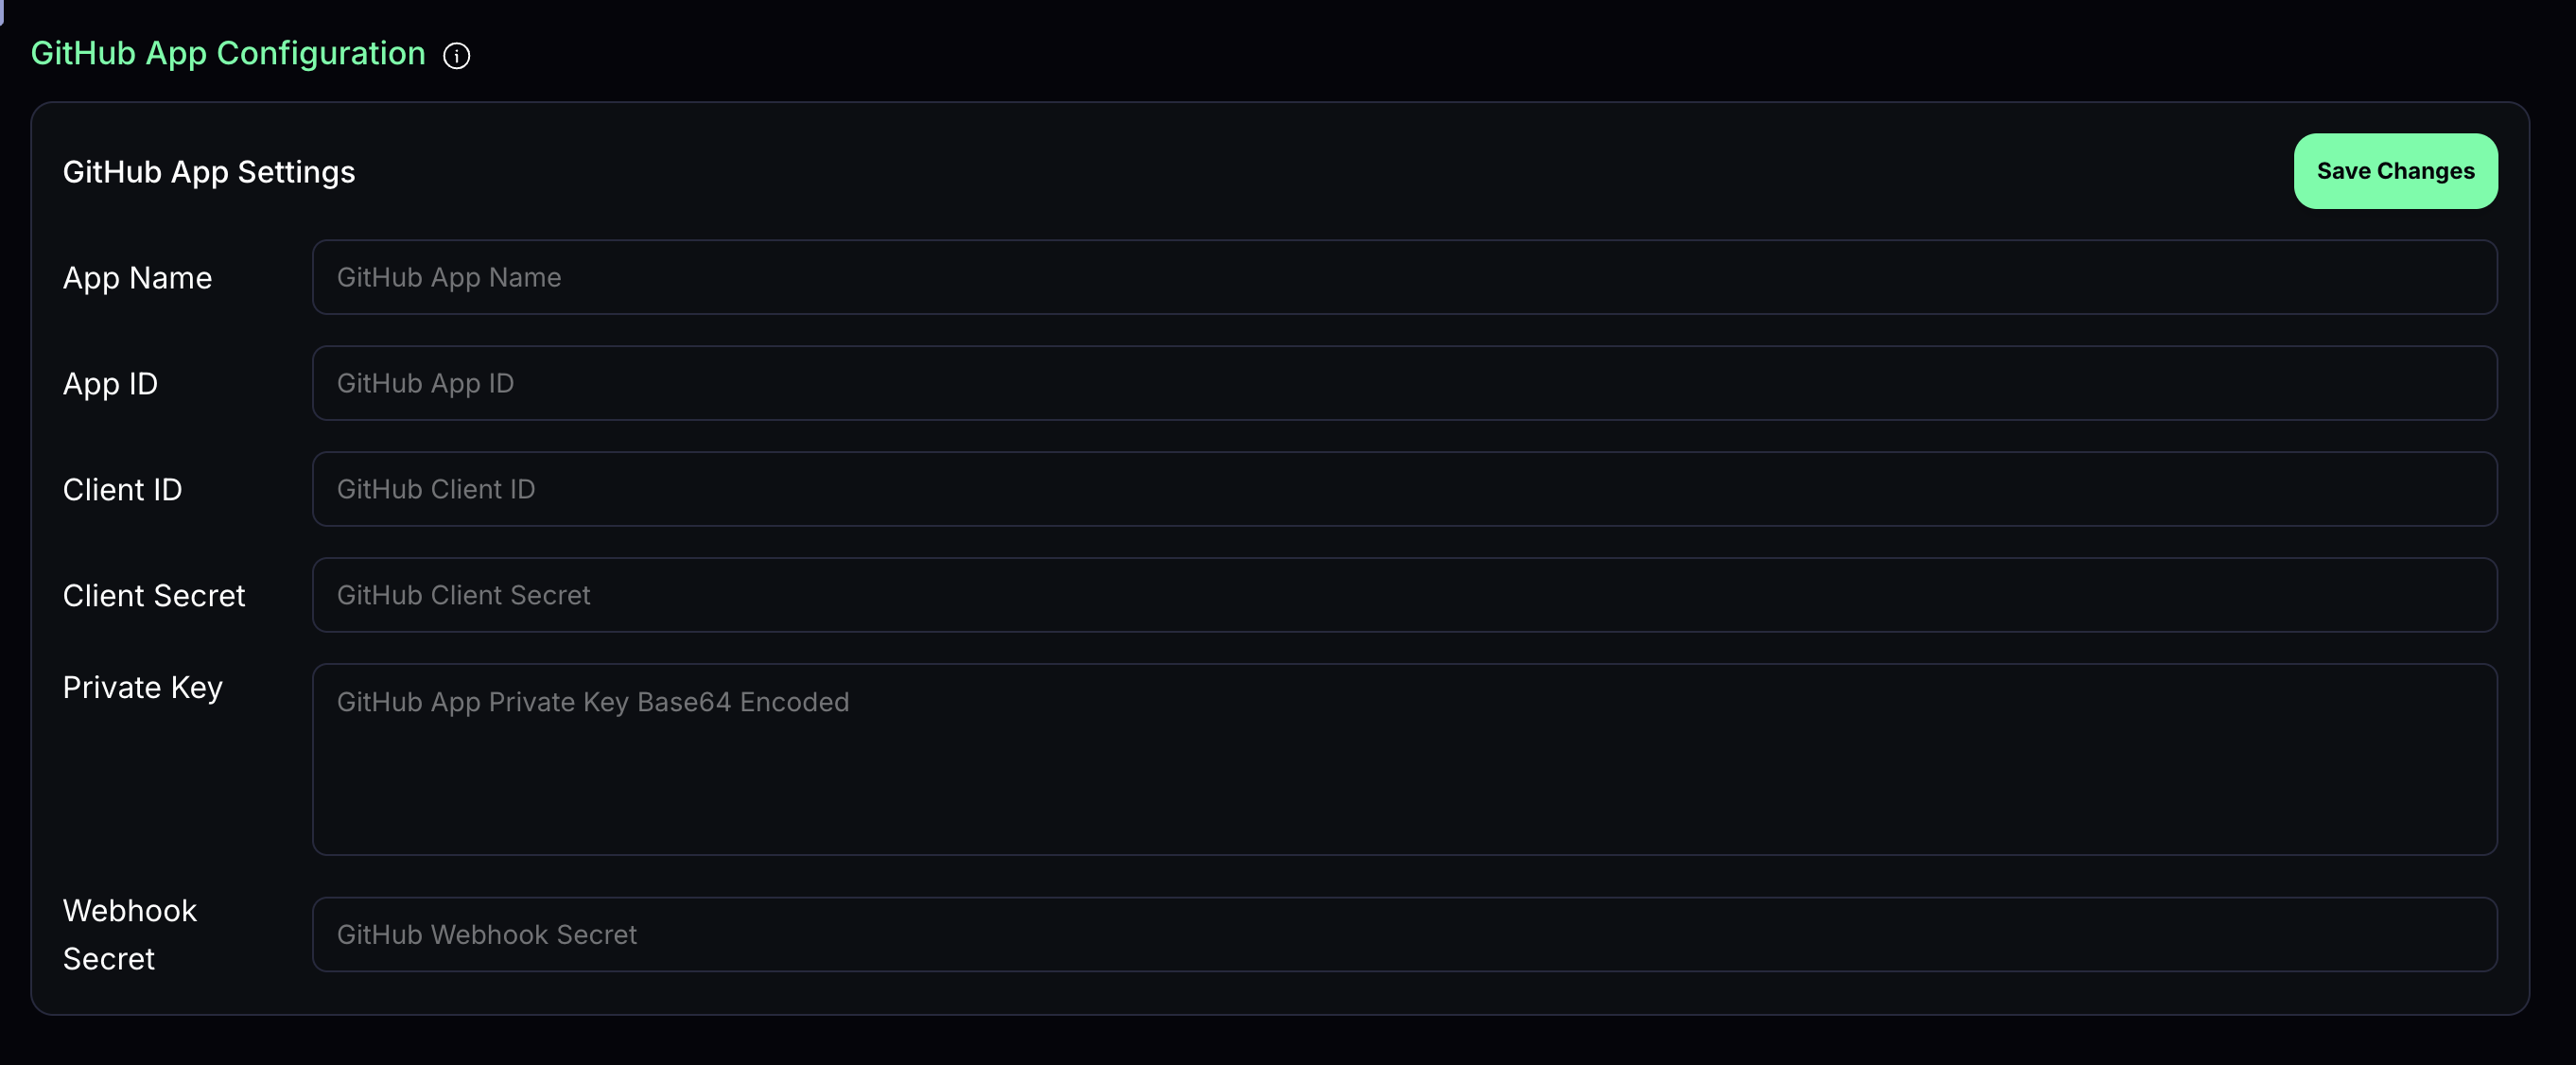 GitHub App Configuration
GitHub App Settings
Save Changes
App Name
GitHub App Name
App ID
GitHub App ID
Client ID
GitHub Client ID
Client Secret
GitHub Client Secret
Private Key
GitHub App Private Key Base64 Encoded
Webhook
Secret
GitHub Webhook Secret